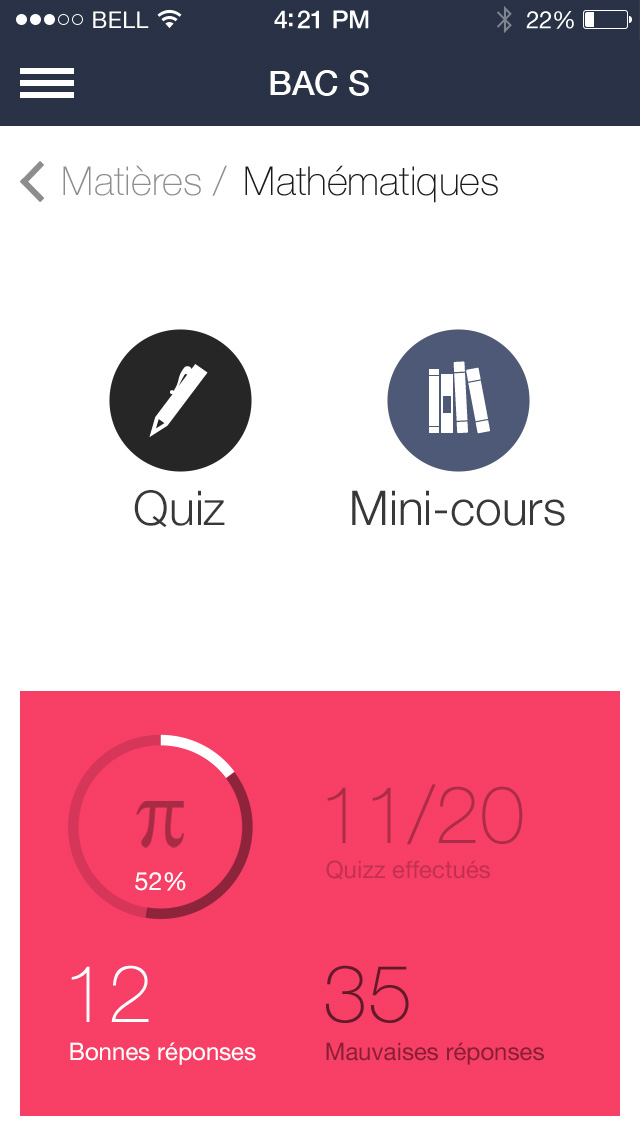 BELL 4:21 PM 22%
BAC S
Matières / Mathématiques
Quiz Mini-cours
π
52%
11/20
Quizz effectués
12
Bonnes réponses
35
Mauvaises réponses